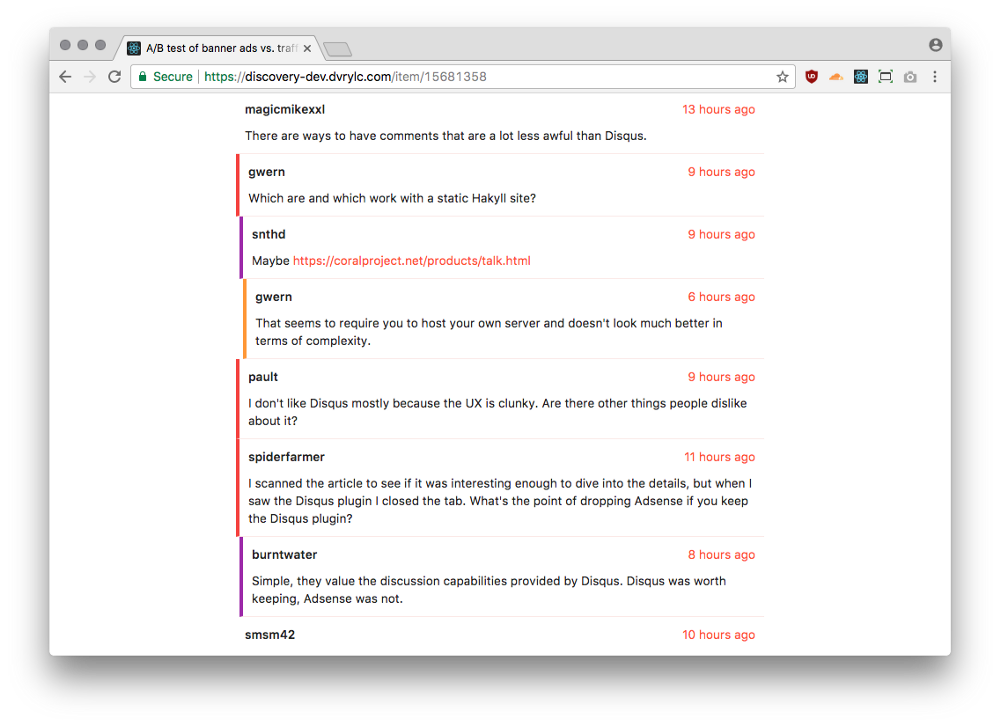 A/B test of banner ads vs. traf
Secure https://discovery-dev.dvrylc.com/item/15681358
magicmikexxl 13 hours ago
There are ways to have comments that are a lot less awful than Disqus.
gwern 9 hours ago
Which are and which work with a static Hakyll site?
snthd 9 hours ago
Maybe https://coralproject.net/products/talk.html
gwern 6 hours ago
That seems to require you to host your own server and doesn't look much better in
terms of complexity.
pault 9 hours ago
I don't like Disqus mostly because the UX is clunky. Are there other things people dislike
about it?
spiderfarmer 11 hours ago
I scanned the article to see if it was interesting enough to dive into the details, but when I
saw the Disqus plugin I closed the tab. What's the point of dropping Adsense if you keep
the Disqus plugin?
burntwater 8 hours ago
Simple, they value the discussion capabilities provided by Disqus. Disqus was worth
keeping, Adsense was not.
smsm42 10 hours ago